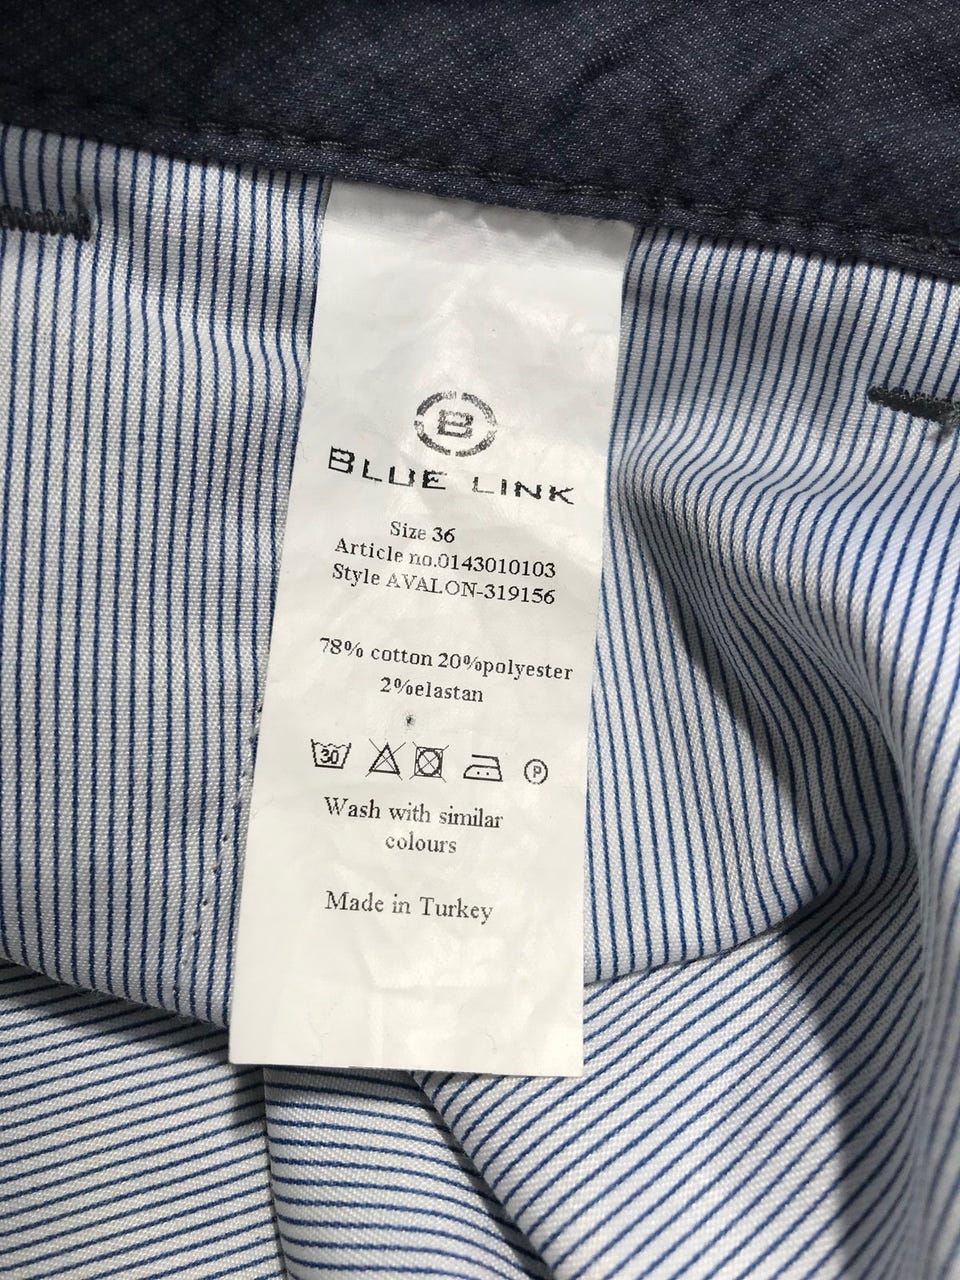 B
BLUE LINK
Size 36
Article no.0143010103
Style AVALON-319156
78% cotton 20%polyester
2%elastan
30
P
Wash with similar
colours
Made in Turkey